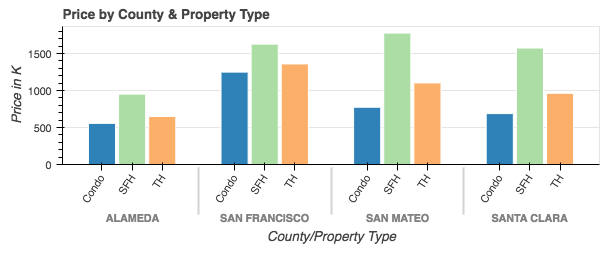 Price by County & Property Type
Price in K
1500
1000
500
0
Condo SFH TH Condo SFH TH Condo SFH TH Condo SFH TH
ALAMEDA SAN FRANCISCO SAN MATEO SANTA CLARA
County/Property Type